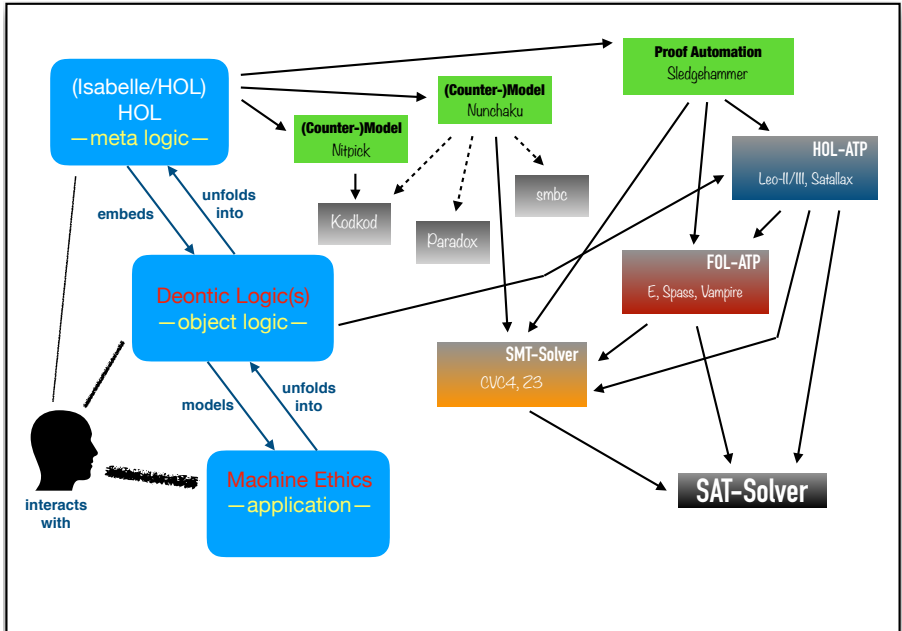 (Isabelle/HOL)
HOL
—meta logic—
embeds
unfolds
into
Deontic Logic(s)
—object logic—
models
unfolds
into
Machine Ethics
—application—
interacts
with
(Counter-)Model
Nitpick
(Counter-)Model
Nunchaku
Proof Automation
Sledgehammer
Kodkod
Paradox
smbc
HOL-ATP
Leo-II/III, Satallax
FOL-ATP
E, Spass, Vampire
SMT-Solver
CVC4, Z3
SAT-Solver